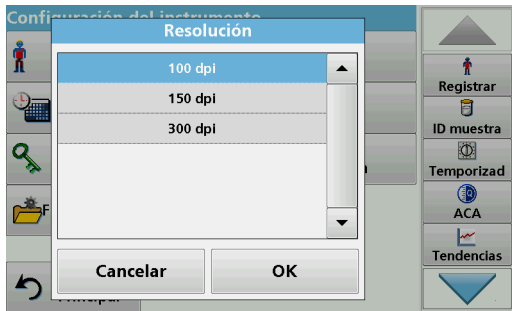 Configuración del instrumento
Resolución
100 dpi
150 dpi
300 dpi
Cancelar
OK
Registrar
ID muestra
Temporizad
ACA
Tendencias
F
Principal